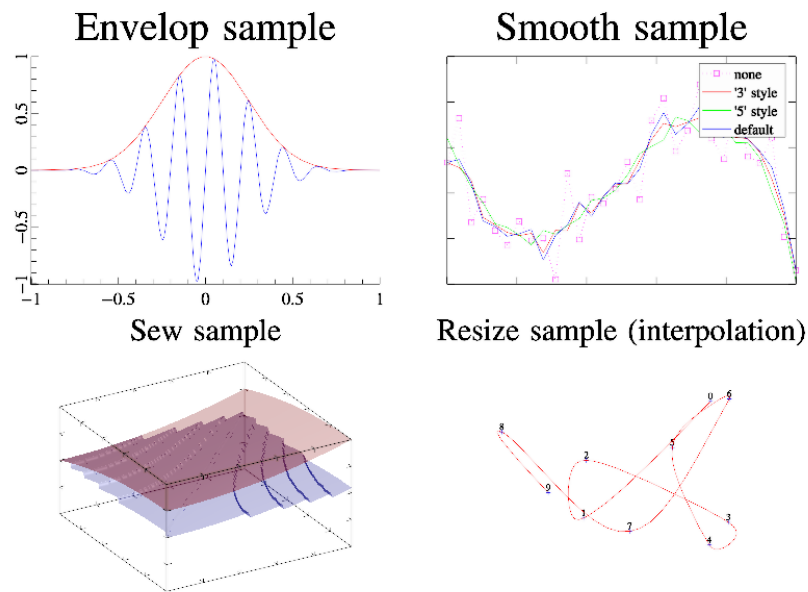 Envelop sample
Smooth sample
1
0.5
0
−0.5
−1
−1
−0.5
0
0.5
1
none
'3' style
'5' style
default
Sew sample
Resize sample (interpolation)
0
6
8
2
5
9
1
7
3
4